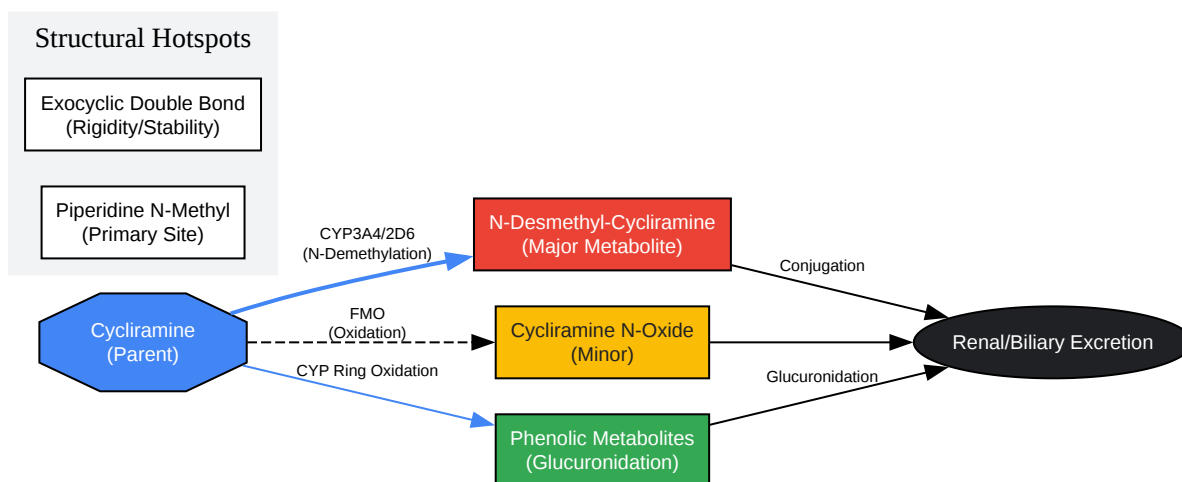 Structural Hotspots
Exocyclic Double Bond
(Rigidity/Stability)
Piperidine N-Methyl
(Primary Site)
Cycliramine
(Parent)
CYP3A4/2D6
(N-Demethylation)
FMO
(Oxidation)
CYP Ring Oxidation
N-Desmethyl-Cycliramine
(Major Metabolite)
Cycliramine N-Oxide
(Minor)
Phenolic Metabolites
(Glucuronidation)
Conjugation
Glucuronidation
Renal/Biliary Excretion